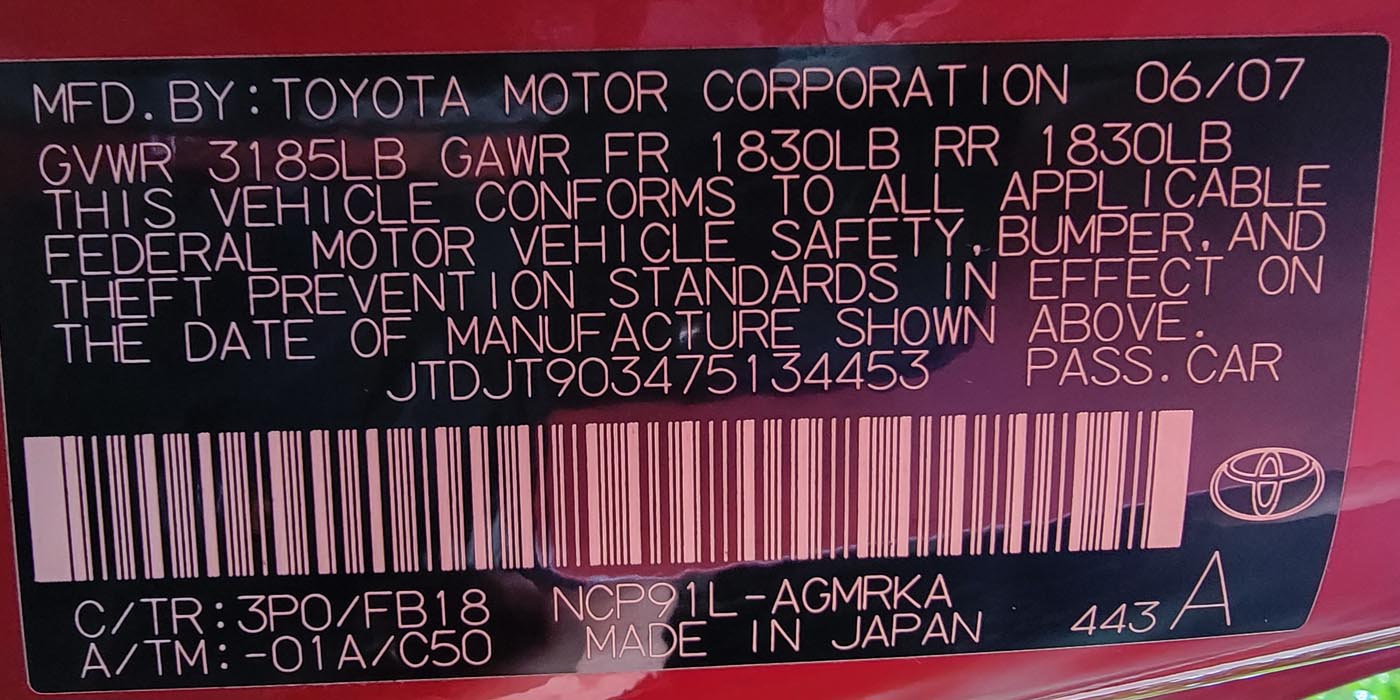 MFD. BY: TOYOTA MOTOR CORPORATION 06/07
GVWR 3185LB GAWR FR 1830LB RR 1830LB
THIS VEHICLE CONFORMS TO ALL APPLICABLE
FEDERAL MOTOR VEHICLE SAFETY, BUMPER, AND
THEFT PREVENTION STANDARDS IN EFFECT ON
THE DATE OF MANUFACTURE SHOWN ABOVE.
JTDJT903475134453 PASS. CAR
C/TR: 3P0/FB18 NCP91L-AGMRKA
A/TM: -01A/C50 MADE IN JAPAN 443 A